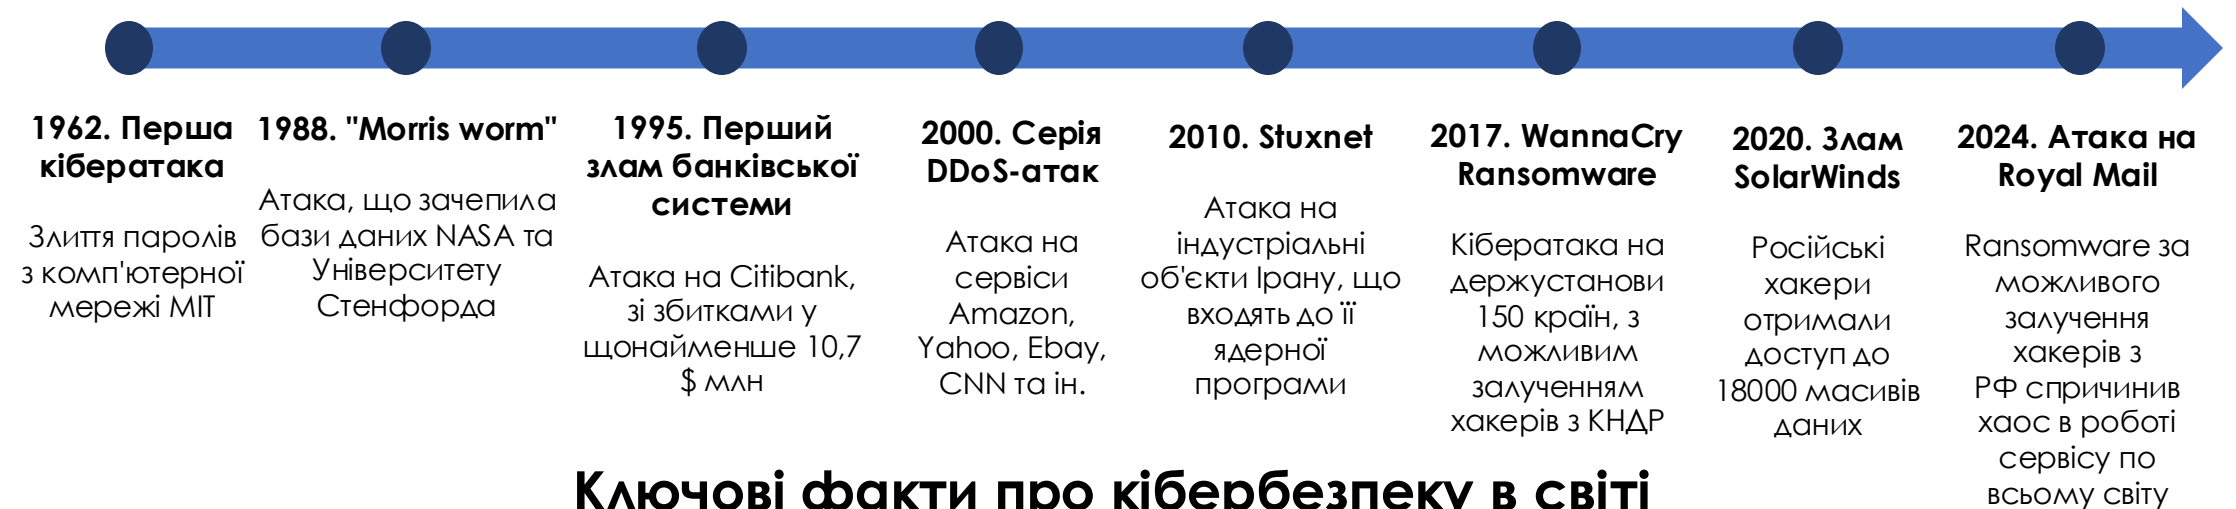 1962. Перша
кібератака
Злиття паролів
з комп'ютерної
мережі МІТ
1988. "Morris worm"
Атака, що зачепила
бази даних NASA та
Університету
Стенфорда
1995. Перший
злам банківської
системи
Атака на Citibank,
зі збитками у
щонайменше 10,7
$ млн
2000. Серія
DDoS-атак
Атака на
сервіси
Amazon,
Yahoo, Ebay,
CNN та ін.
2010. Stuxnet
Атака на
індустріальні
об'єкти Ірану, що
входять до її
ядерної
програми
2017. WannaCry
Ransomware
Кібератака на
держустанови
150 країн, з
можливим
залученням
хакерів з КНДР
2020. Злам
SolarWinds
Російські
хакери
отримали
доступ до
18000 масивів
даних
2024. Атака на
Royal Mail
Ransomware за
можливого
залучення
хакерів з
РФ спричинив
хаос в роботі
сервісу по
всьому світу
Ключові факти про кібербезпеку в світі